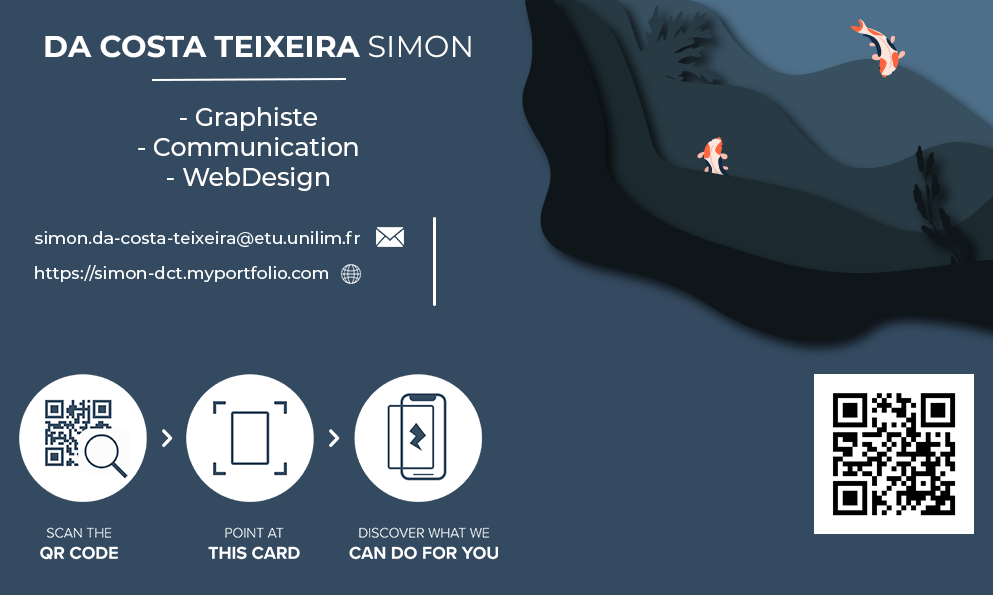 DA COSTA TEIXEIRA SIMON
- Graphiste
- Communication
- WebDesign
simon.da-costa-teixeira@etu.unilim.fr
https://simon-dct.myportfolio.com
SCAN THE
QR CODE
POINT AT
THIS CARD
DISCOVER WHAT WE
CAN DO FOR YOU